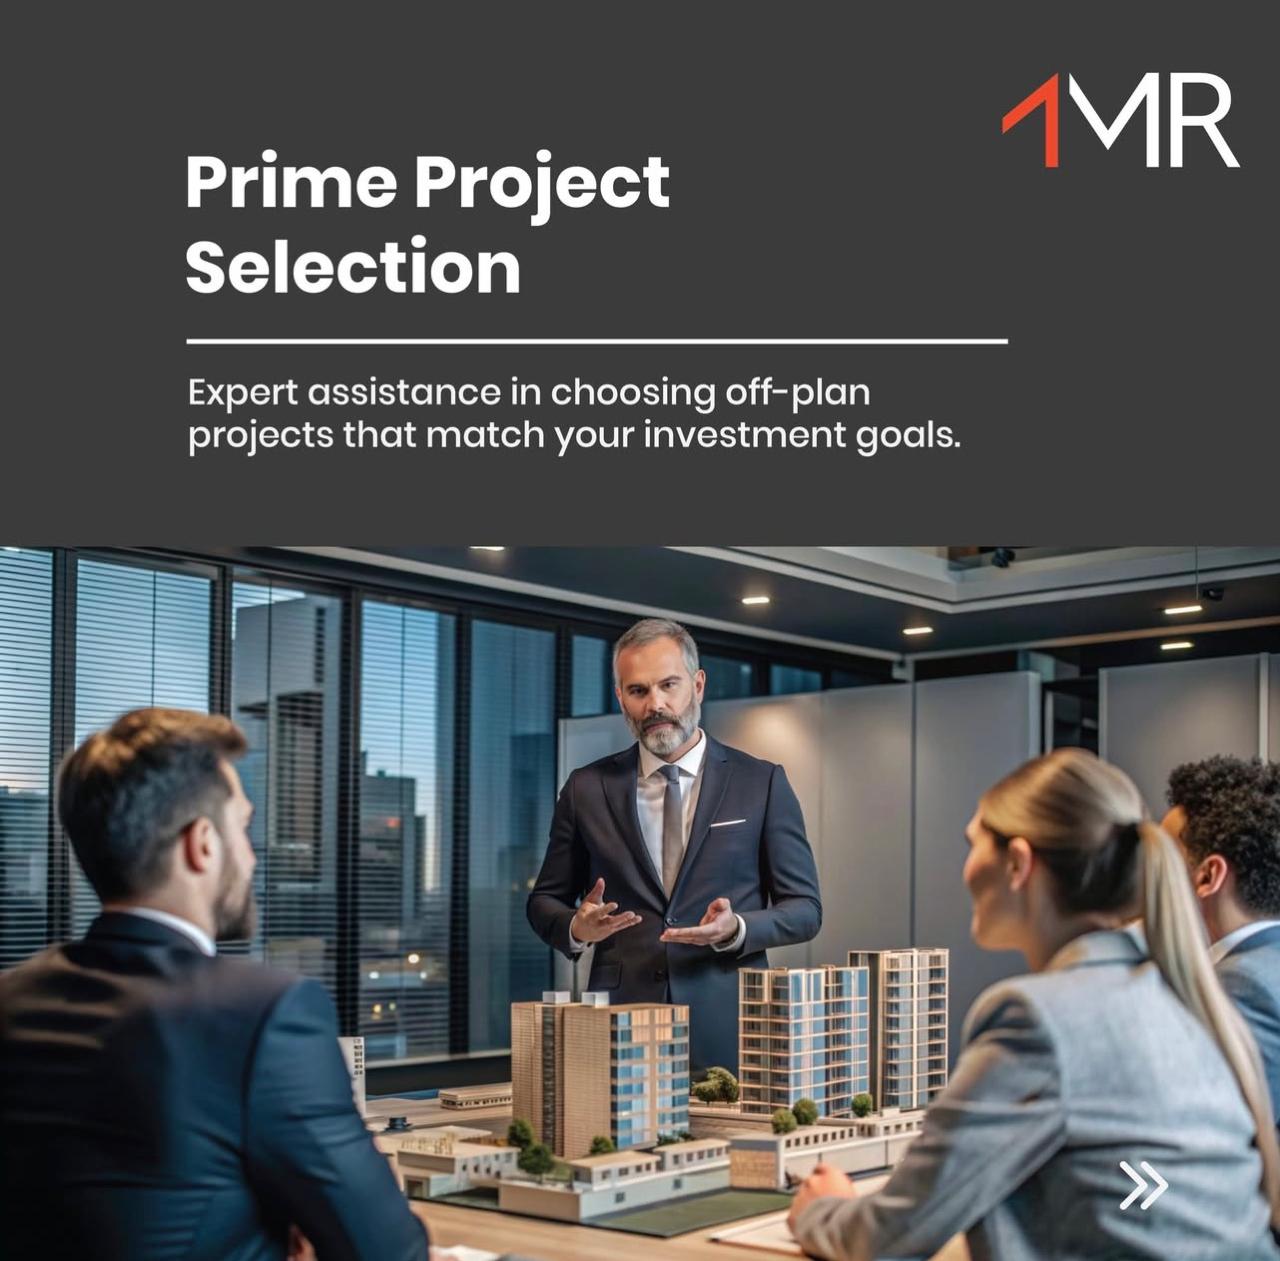 1MR
Prime Project
Selection
Expert assistance in choosing off-plan
projects that match your investment goals.